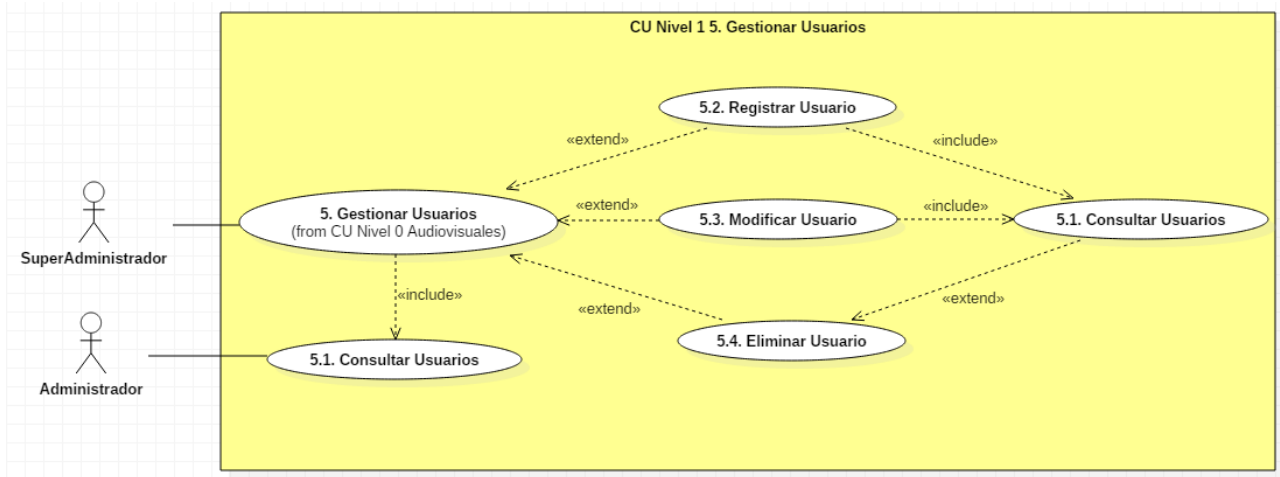 CU Nivel 1 5. Gestionar Usuarios
5.2. Registrar Usuario
«extend»
«include»
5. Gestionar Usuarios
(from CU Nivel 0 Audiovisuales)
«extend»
5.3. Modificar Usuario
«include»
5.1. Consultar Usuarios
SuperAdministrador
«include»
«extend»
«extend»
5.4. Eliminar Usuario
5.1. Consultar Usuarios
Administrador